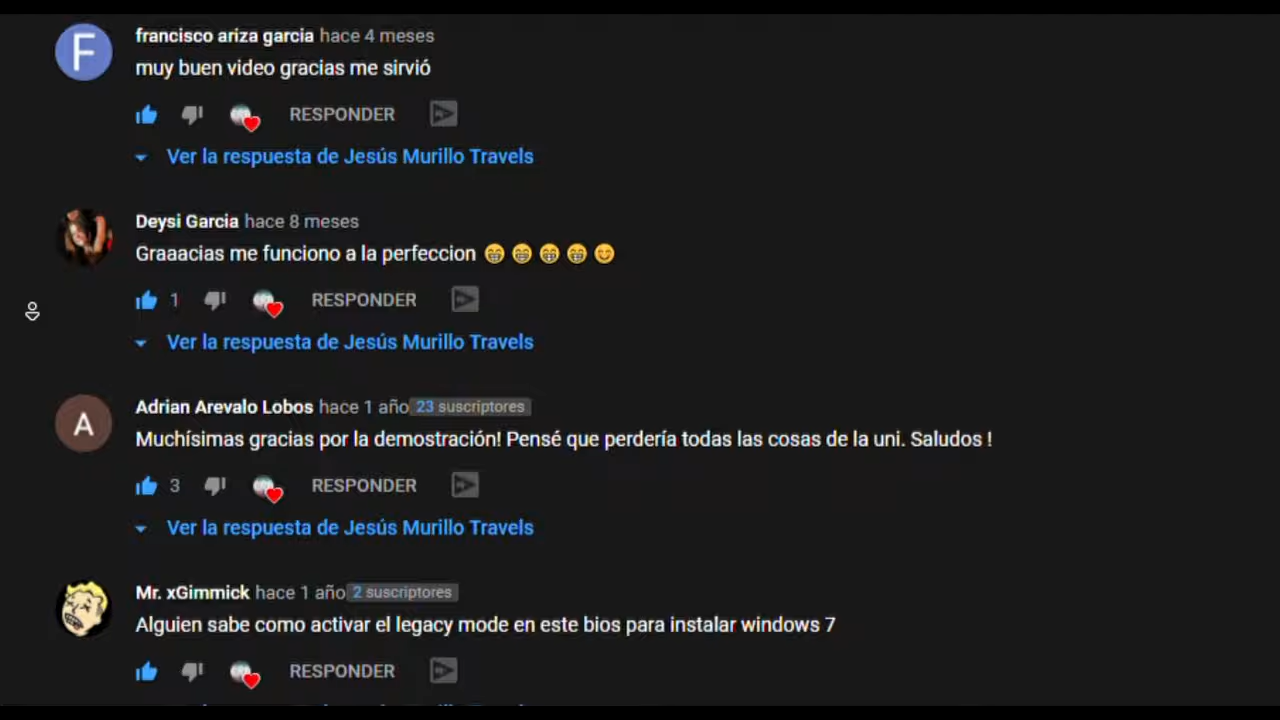 F
francisco ariza garcia hace 4 meses
muy buen video gracias me sirvió
RESPONDER
Ver la respuesta de Jesús Murillo Travels
Deysi Garcia hace 8 meses
Graaacias me funciono a la perfeccion 😁😁😁😁😊
1 RESPONDER
Ver la respuesta de Jesús Murillo Travels
A
Adrian Arevalo Lobos hace 1 año 23 suscriptores
Muchísimas gracias por la demostración! Pensé que perdería todas las cosas de la uni. Saludos !
3 RESPONDER
Ver la respuesta de Jesús Murillo Travels
Mr. xGimmick hace 1 año 2 suscriptores
Alguien sabe como activar el legacy mode en este bios para instalar windows 7
RESPONDER